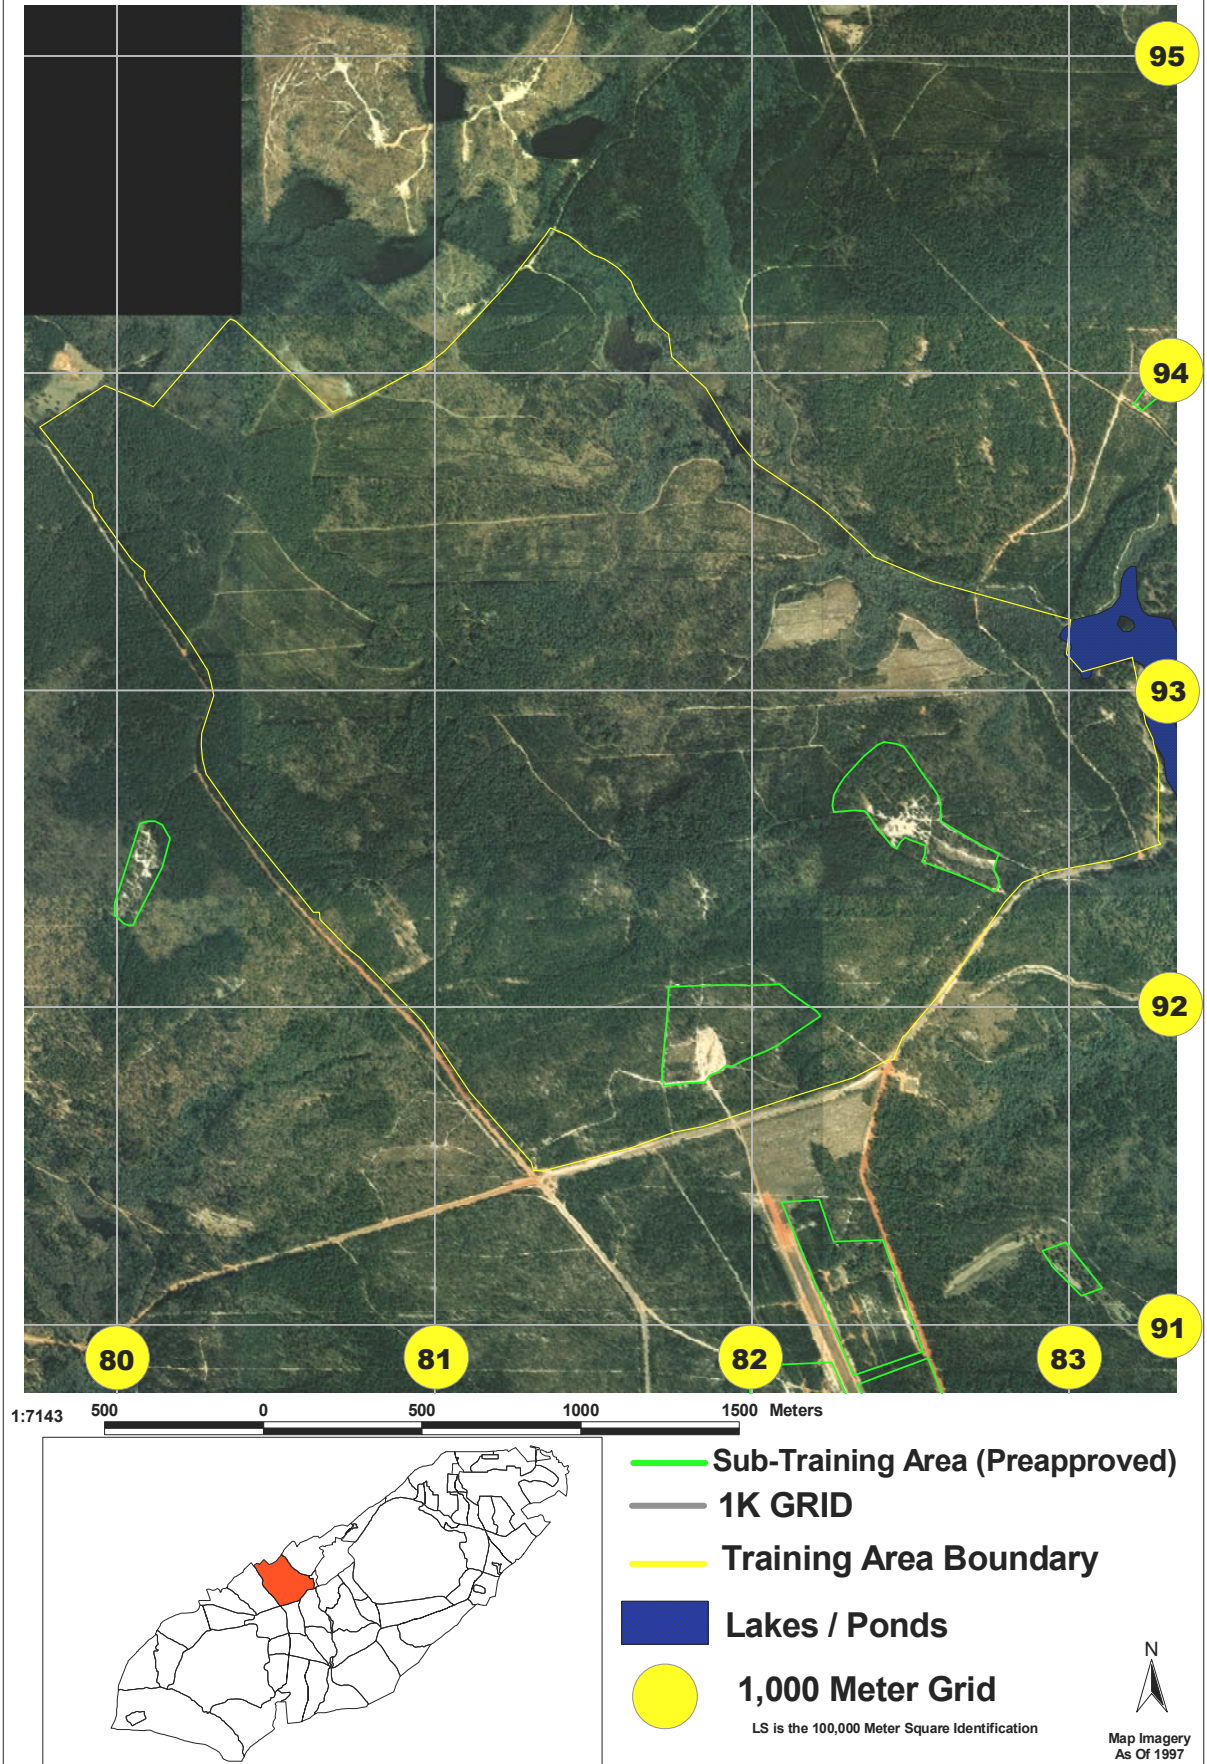 95
94
93
92
91
80 81 82 83
1:7143 500 0 500 1000 1500 Meters
Sub-Training Area (Preapproved)
1K GRID
Training Area Boundary
Lakes / Ponds
1,000 Meter Grid
LS is the 100,000 Meter Square Identification
N
Map Imagery
As Of 1997